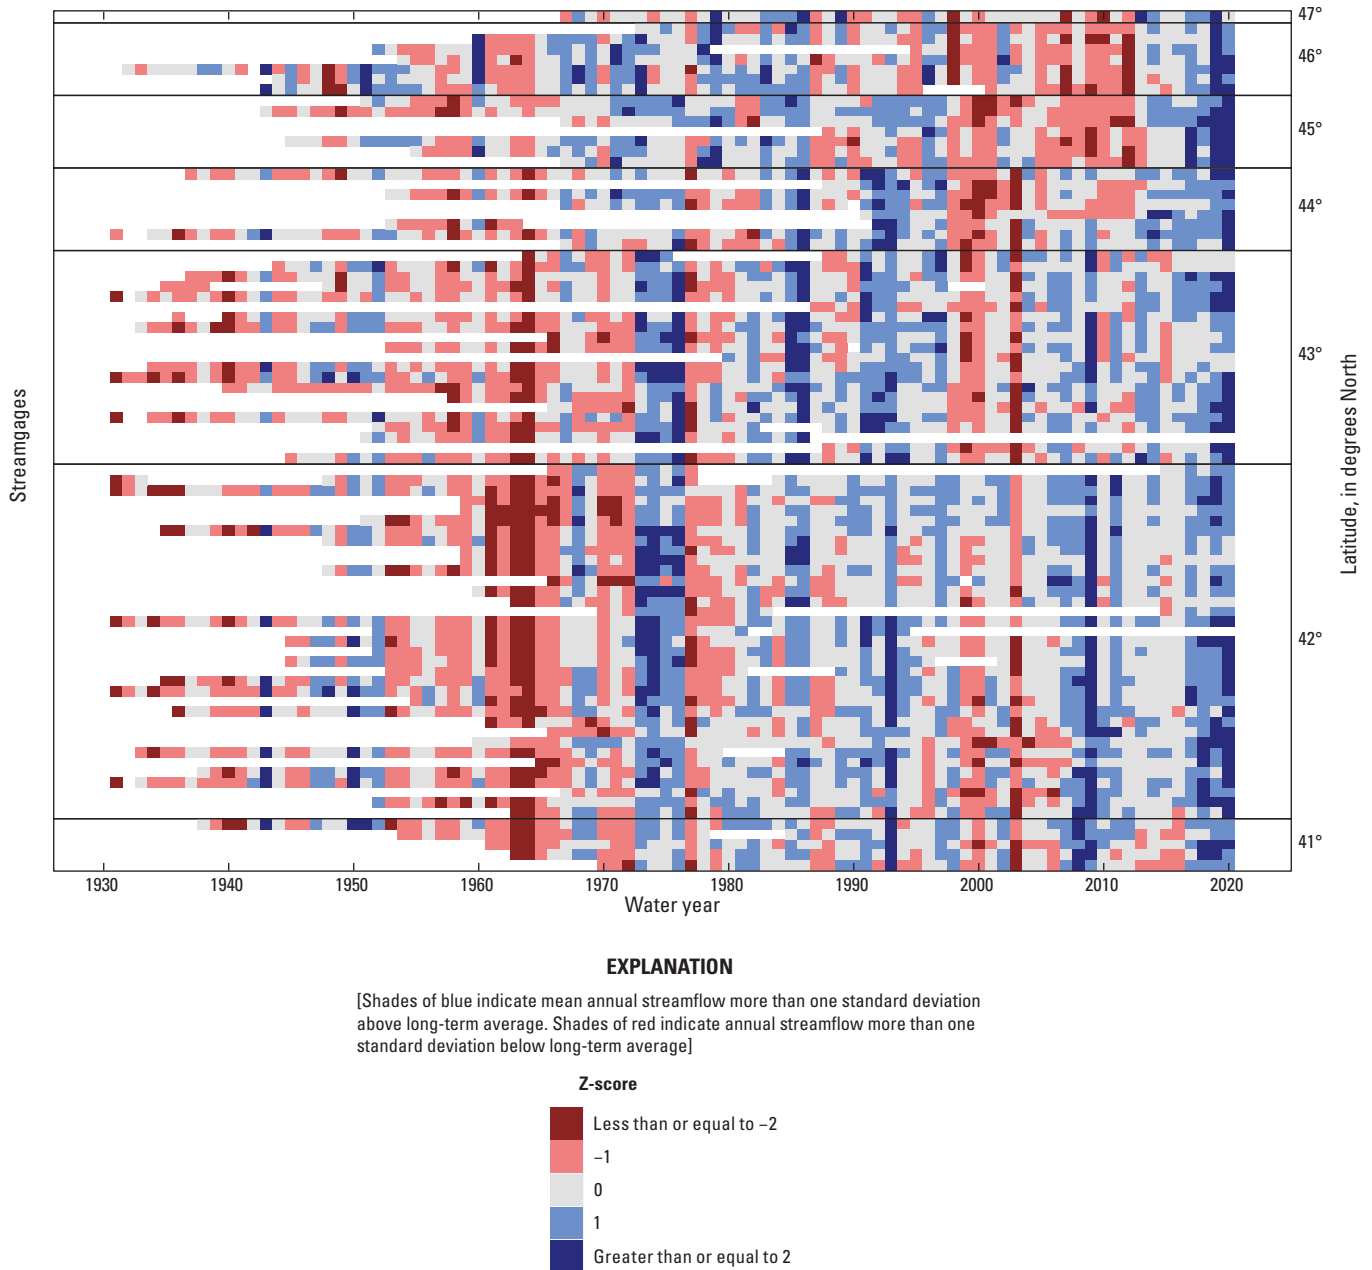 47°
46°
45°
44°
43°
42°
41°
Streamgages
Latitude, in degrees North
1930 1940 1950 1960 1970 1980 1990 2000 2010 2020
Water year
EXPLANATION
[Shades of blue indicate mean annual streamflow more than one standard deviation
above long-term average. Shades of red indicate annual streamflow more than one
standard deviation below long-term average]
Z-score
Less than or equal to −2
−1
0
1
Greater than or equal to 2